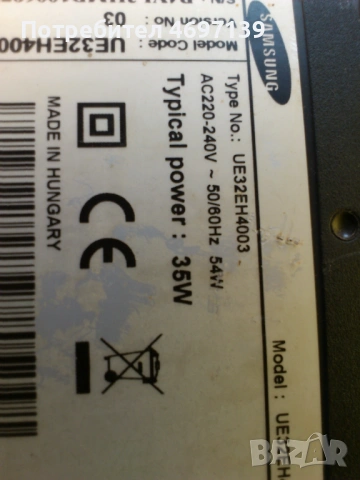 SAMSUNG
Model : UE32EH4
Type No.: UE32EH4003
AC220-240V ~ 50/60Hz 54W
Typical power : 35W
CE
MADE IN HUNGARY
Model Code: UE32EH400
Version No : 03
Потребител 4697139
bazar